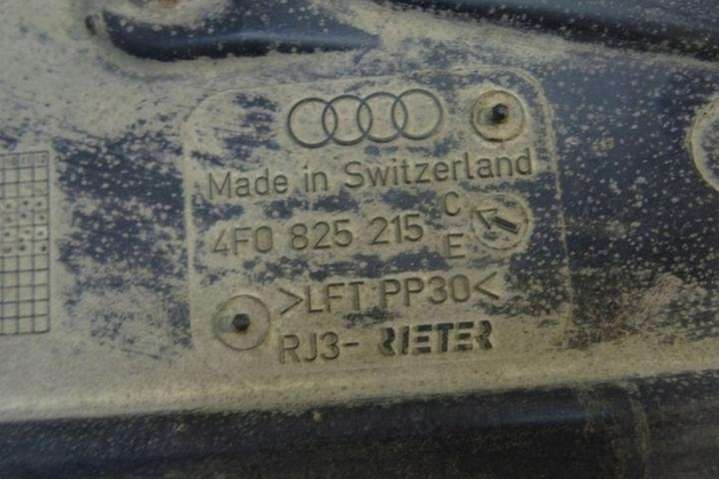 Made in Switzerland
4F0 825 215 C
E
>LFT PP30<
RJ3- RIETER